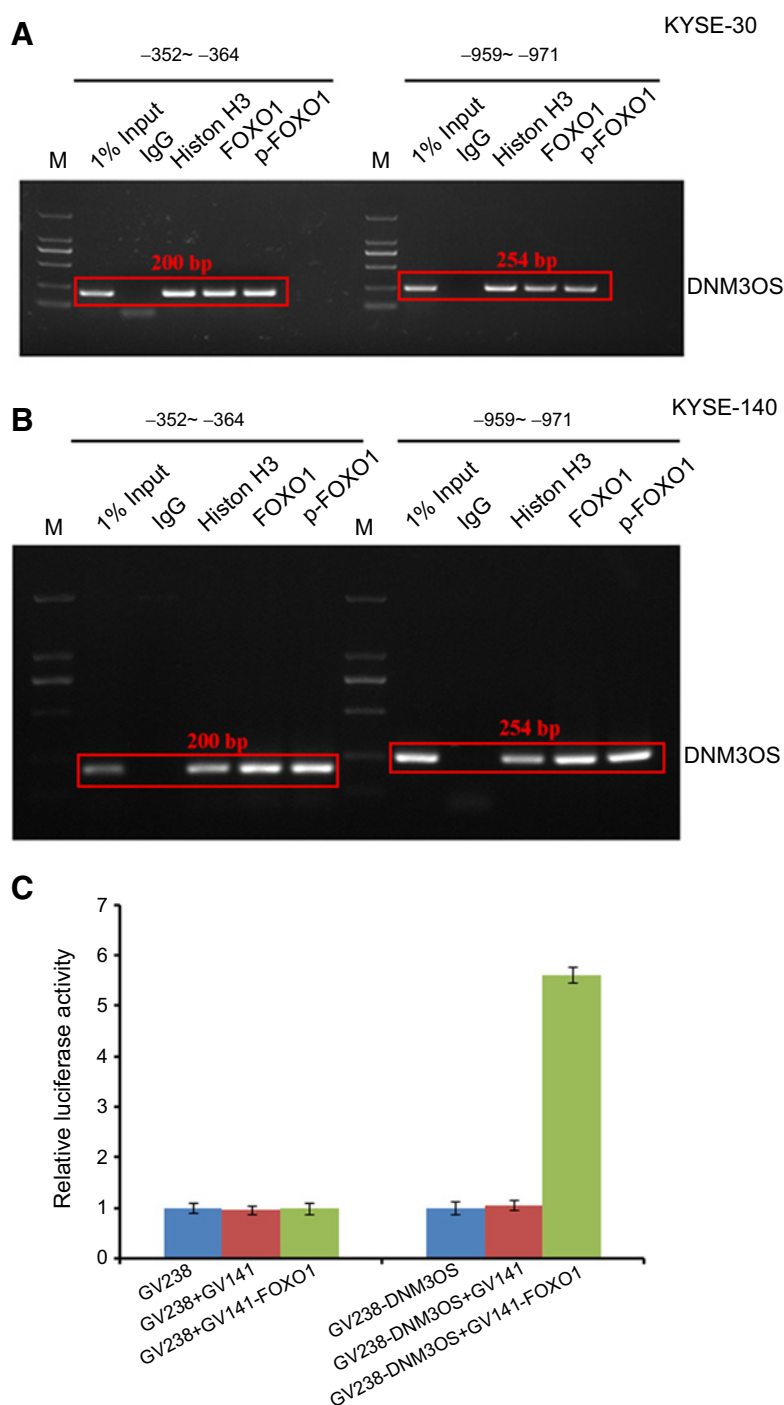 A
KYSE-30
–352~ –364
–959~ –971
M
1% Input
IgG
Histon H3
FOXO1
p-FOXO1
M
1% Input
IgG
Histon H3
FOXO1
p-FOXO1
200 bp
254 bp
DNM3OS
B
KYSE-140
–352~ –364
–959~ –971
M
1% Input
IgG
Histon H3
FOXO1
p-FOXO1
M
1% Input
IgG
Histon H3
FOXO1
p-FOXO1
200 bp
254 bp
DNM3OS
C
Relative luciferase activity
7
6
5
4
3
2
1
0
GV238
GV238+GV141
GV238+GV141-FOXO1
GV238-DNM3OS
GV238-DNM3OS+GV141
GV238-DNM3OS+GV141-FOXO1